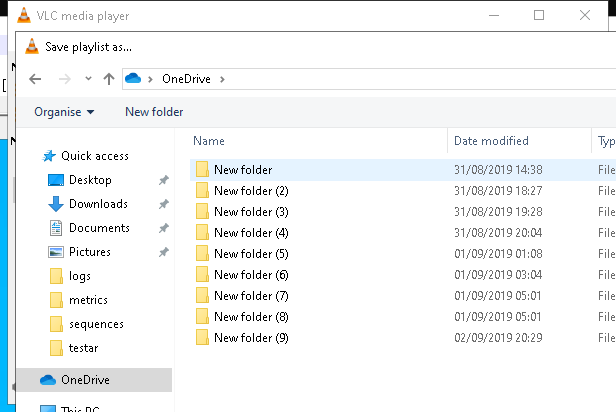 VLC media player
Save playlist as...
OneDrive
Organise New folder
Name Date modified Typ
Quick access
Desktop
Downloads
Documents
Pictures
logs
metrics
sequences
testar
OneDrive
This PC
New folder 31/08/2019 14:38 File
New folder (2) 31/08/2019 18:27 File
New folder (3) 31/08/2019 19:28 File
New folder (4) 31/08/2019 20:04 File
New folder (5) 01/09/2019 01:08 File
New folder (6) 01/09/2019 03:04 File
New folder (7) 01/09/2019 05:01 File
New folder (8) 01/09/2019 05:01 File
New folder (9) 02/09/2019 20:29 File